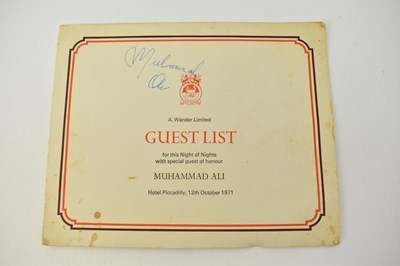 Muhammad
Ali
A. Wander Limited
GUEST LIST
for this Night of Nights
with special guest of honour
MUHAMMAD ALI
Hotel Piccadilly, 12th October 1971